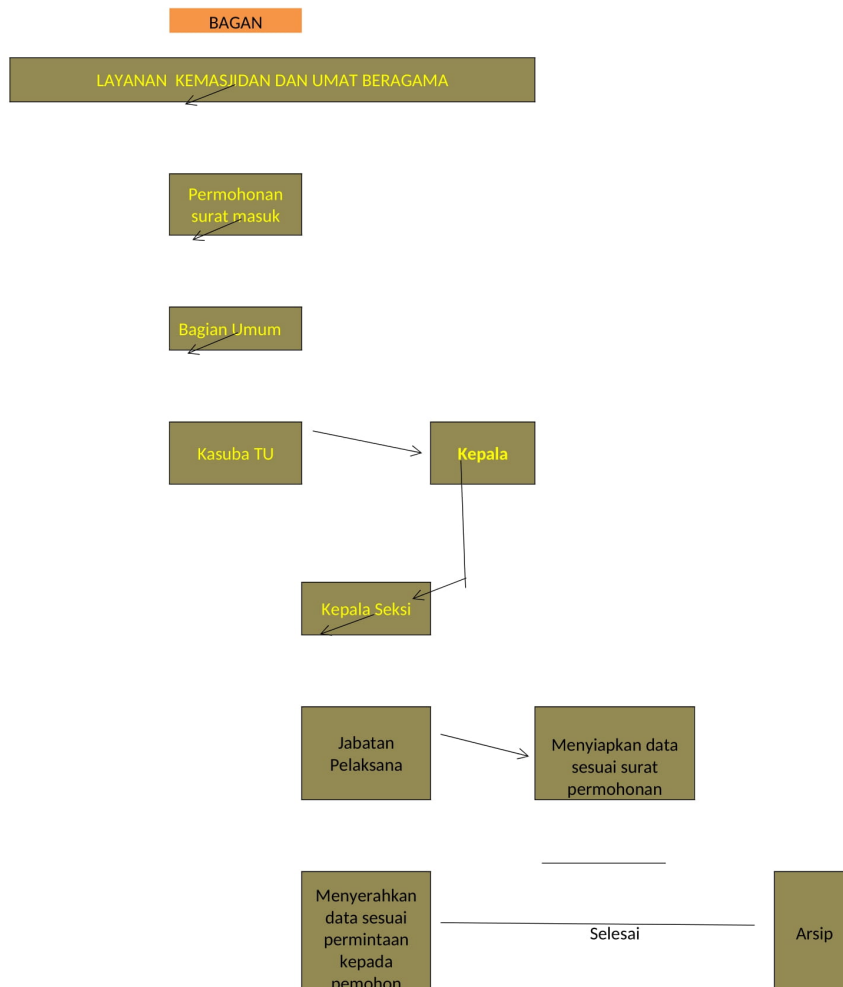 BAGAN
LAYANAN  KEMASJIDAN DAN UMAT BERAGAMA
Permohonan
surat masuk
Bagian Umum
Kasuba TU
Kepala
Kepala Seksi
Jabatan
Pelaksana
Menyiapkan data
sesuai surat
permohonan
Menyerahkan
data sesuai
permintaan
kepada
pemohon
Selesai
Arsip